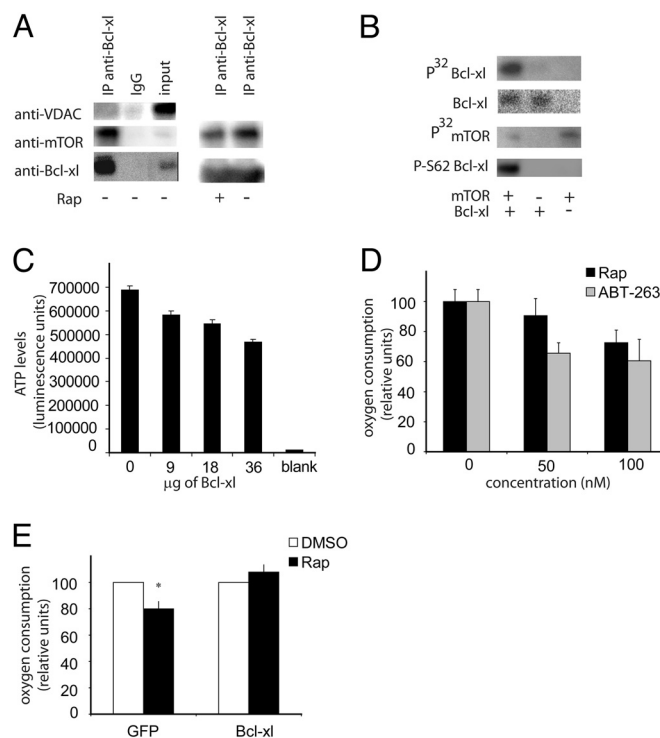 A
IP anti-Bcl-xl
IgG
input
IP anti-Bcl-xl
IP anti-Bcl-xl
anti-VDAC
anti-mTOR
anti-Bcl-xl
Rap - - - + -
B
P32 Bcl-xl
Bcl-xl
P32 mTOR
P-S62 Bcl-xl
mTOR + - +
Bcl-xl + + -
C
ATP levels
(luminescence units)
700000
600000
500000
400000
300000
200000
100000
0
0 9 18 36 blank
μg of Bcl-xl
D
Rap
ABT-263
oxygen consumption
(relative units)
100
80
60
40
20
0
0 50 100
concentration (nM)
E
DMSO
Rap
oxygen consumption
(relative units)
100
80
60
40
20
0
*
GFP Bcl-xl